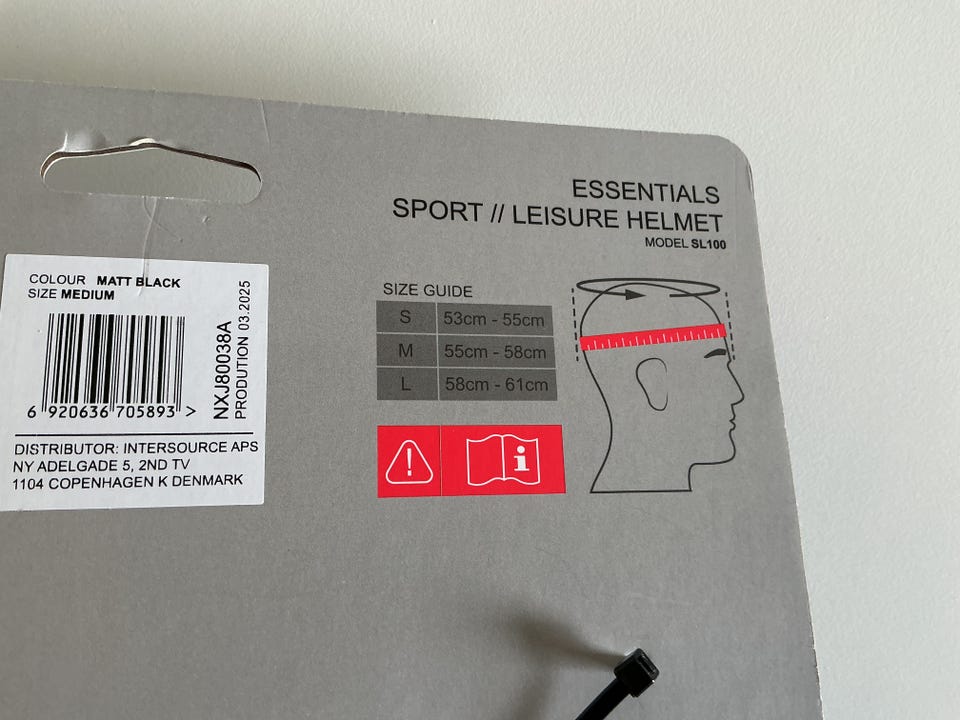 ESSENTIALS
SPORT // LEISURE HELMET
MODEL SL100
COLOUR MATT BLACK
SIZE MEDIUM
6 920636 705893 >
NXJ80038A
PRODUTION 03.2025
DISTRIBUTOR: INTERSOURCE APS
NY ADELGADE 5, 2ND TV
1104 COPENHAGEN K DENMARK
SIZE GUIDE
S 53cm - 55cm
M 55cm - 58cm
L 58cm - 61cm
! i